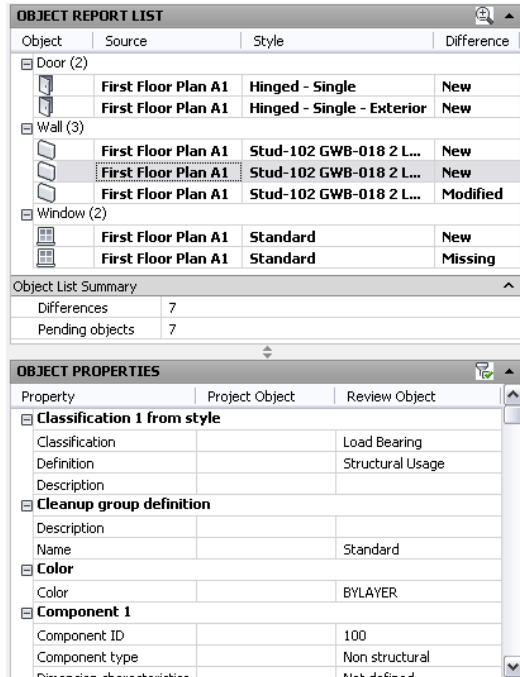 OBJECT REPORT LIST
Object Source Style Difference
Door (2)
First Floor Plan A1 Hinged - Single New
First Floor Plan A1 Hinged - Single - Exterior New
Wall (3)
First Floor Plan A1 Stud-102 GWB-018 2 L... New
First Floor Plan A1 Stud-102 GWB-018 2 L... New
First Floor Plan A1 Stud-102 GWB-018 2 L... Modified
Window (2)
First Floor Plan A1 Standard New
First Floor Plan A1 Standard Missing
Object List Summary
Differences 7
Pending objects 7
OBJECT PROPERTIES
Property Project Object Review Object
Classification 1 from style
Classification Load Bearing
Definition Structural Usage
Description
Cleanup group definition
Description
Name Standard
Color
Color BYLAYER
Component 1
Component ID 100
Component type Non structural
Dimension characteristics Not defined